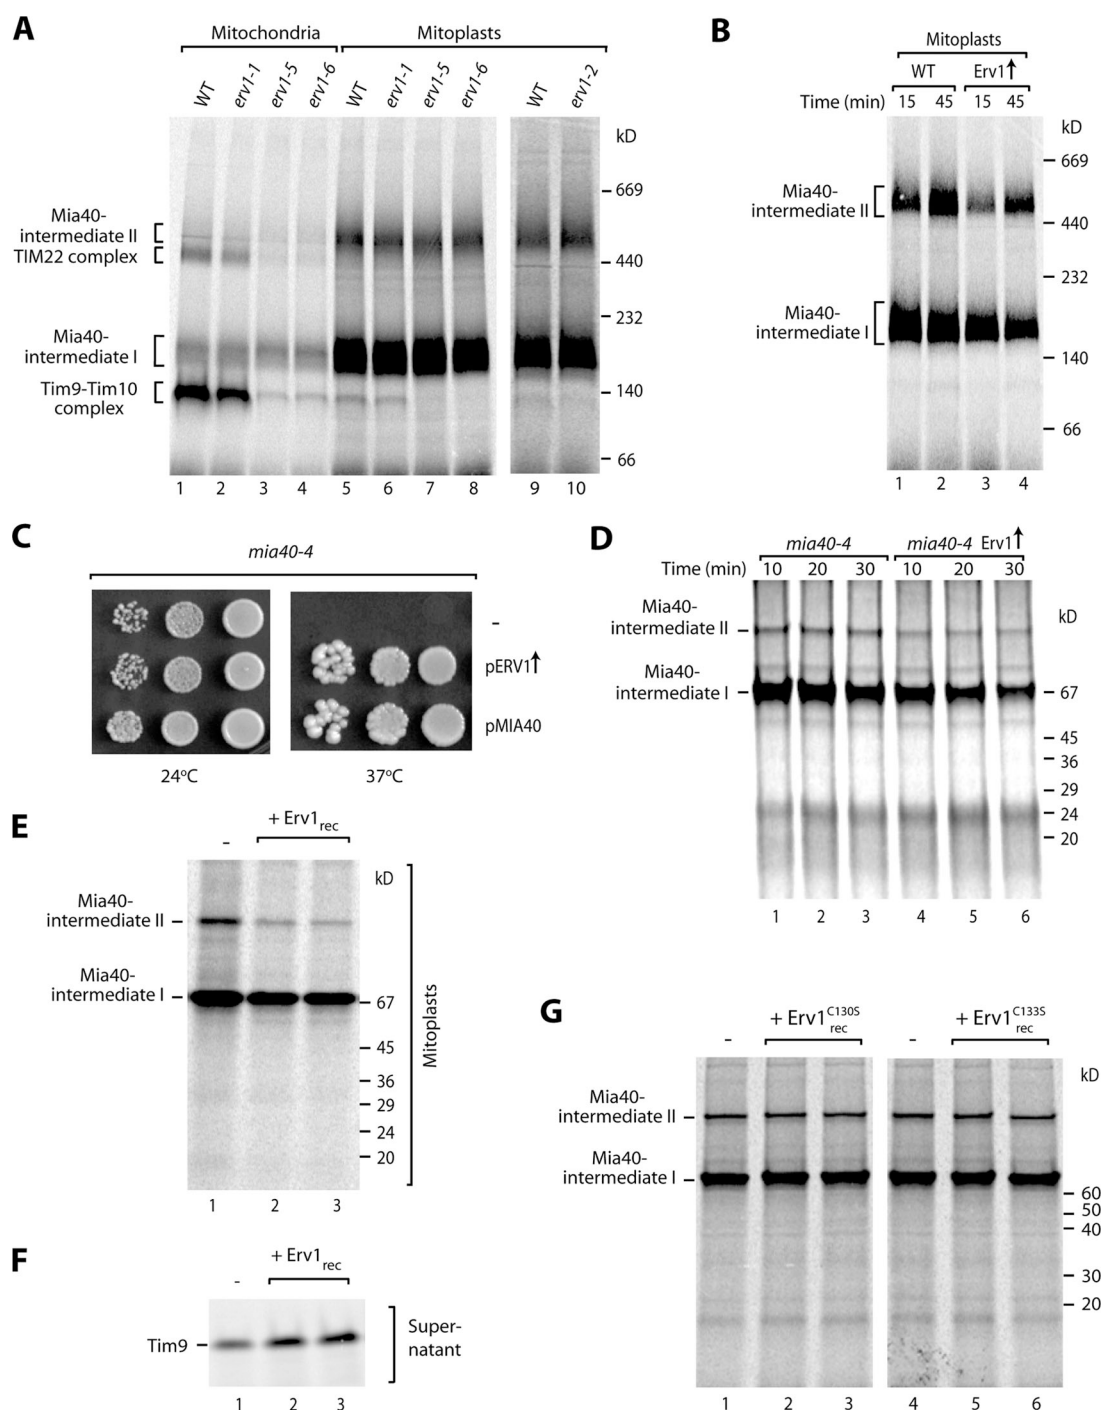 A
Mitochondria
Mitoplasts
WT
erv1-1
erv1-5
erv1-6
WT
erv1-1
erv1-5
erv1-6
WT
erv1-2
kD
Mia40-
intermediate II
TIM22 complex
Mia40-
intermediate I
Tim9-Tim10
complex
669
440
232
140
66
1 2 3 4 5 6 7 8 9 10
B
Mitoplasts
WT Erv1↑
Time (min) 15 45 15 45
kD
Mia40-
intermediate II
Mia40-
intermediate I
669
440
232
140
66
1 2 3 4
C
mia40-4
-
pERV1↑
pMIA40
24°C 37°C
D
mia40-4 mia40-4 Erv1↑
Time (min) 10 20 30 10 20 30
kD
Mia40-
intermediate II
Mia40-
intermediate I
67
45
36
29
24
20
1 2 3 4 5 6
E
- + Erv1rec
kD
Mia40-
intermediate II
Mia40-
intermediate I
67
45
36
29
24
20
Mitoplasts
1 2 3
F
- + Erv1rec
Tim9
Super-
natant
1 2 3
G
- + Erv1 C130S rec - + Erv1 C133S rec
kD
Mia40-
intermediate II
Mia40-
intermediate I
60
50
40
30
20
1 2 3 4 5 6